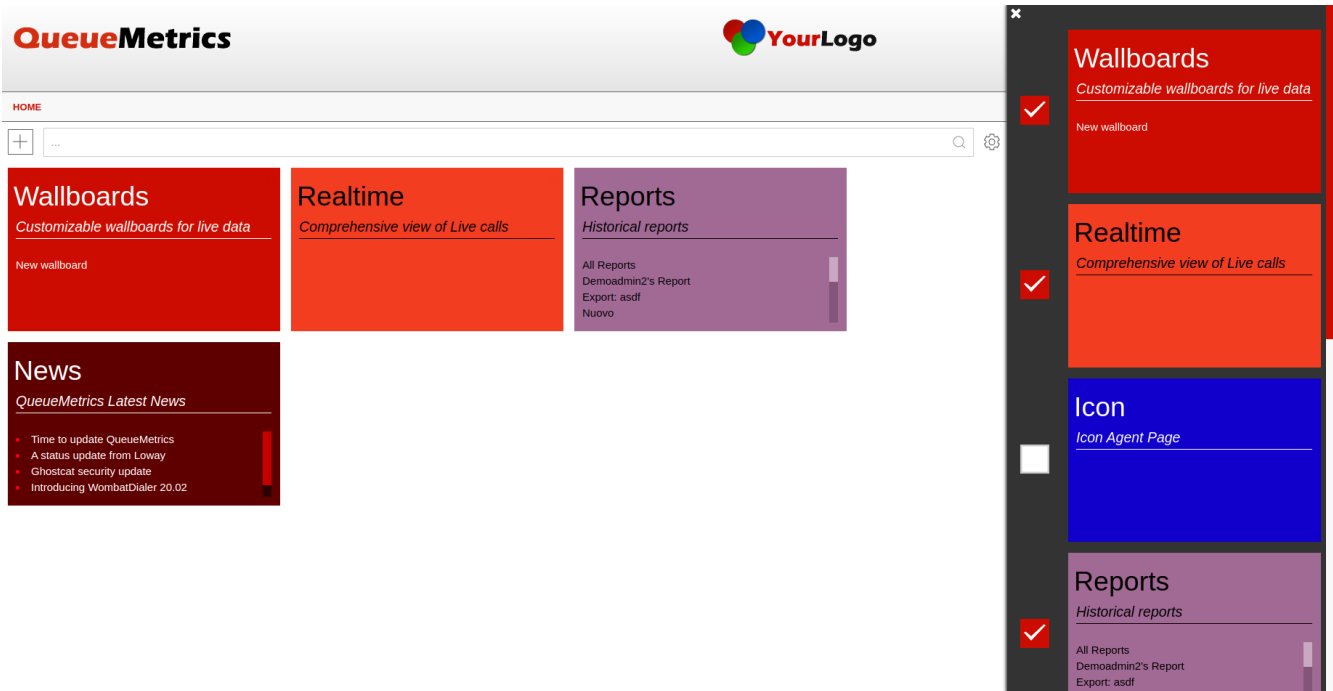 QueueMetrics
YourLogo
HOME
...
Wallboards
Customizable wallboards for live data
New wallboard
Realtime
Comprehensive view of Live calls
Reports
Historical reports
All Reports
Demoadmin2's Report
Export: asdf
Nuovo
News
QueueMetrics Latest News
Time to update QueueMetrics
A status update from Loway
Ghostcat security update
Introducing WombatDialer 20.02
Wallboards
Customizable wallboards for live data
New wallboard
Realtime
Comprehensive view of Live calls
Icon
Icon Agent Page
Reports
Historical reports
All Reports
Demoadmin2's Report
Export: asdf